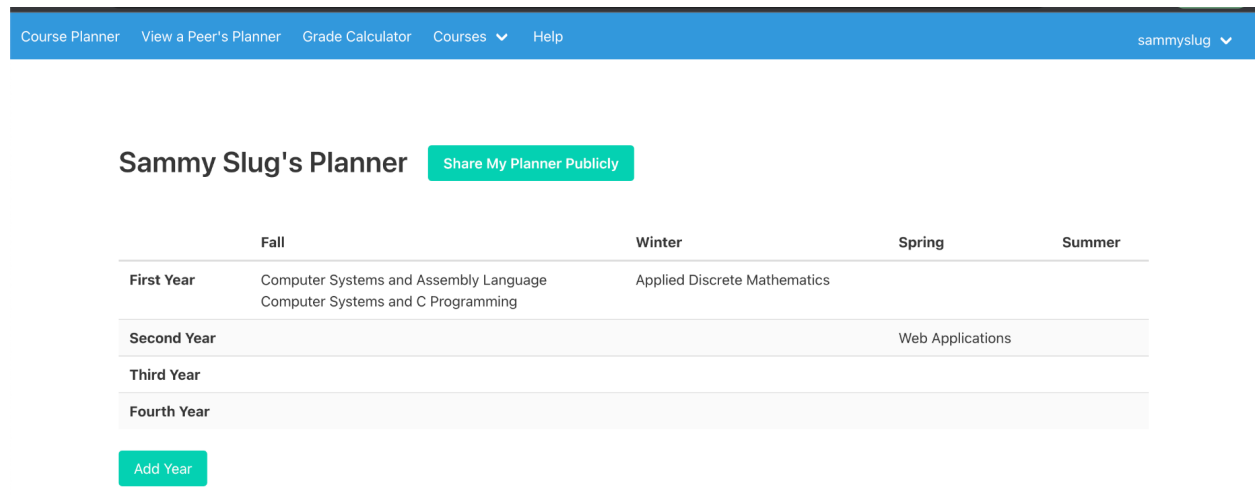 Course Planner View a Peer's Planner Grade Calculator Courses Help sammyslug
Sammy Slug's Planner Share My Planner Publicly
Fall Winter Spring Summer
First Year Computer Systems and Assembly Language Applied Discrete Mathematics
Computer Systems and C Programming
Second Year Web Applications
Third Year
Fourth Year
Add Year